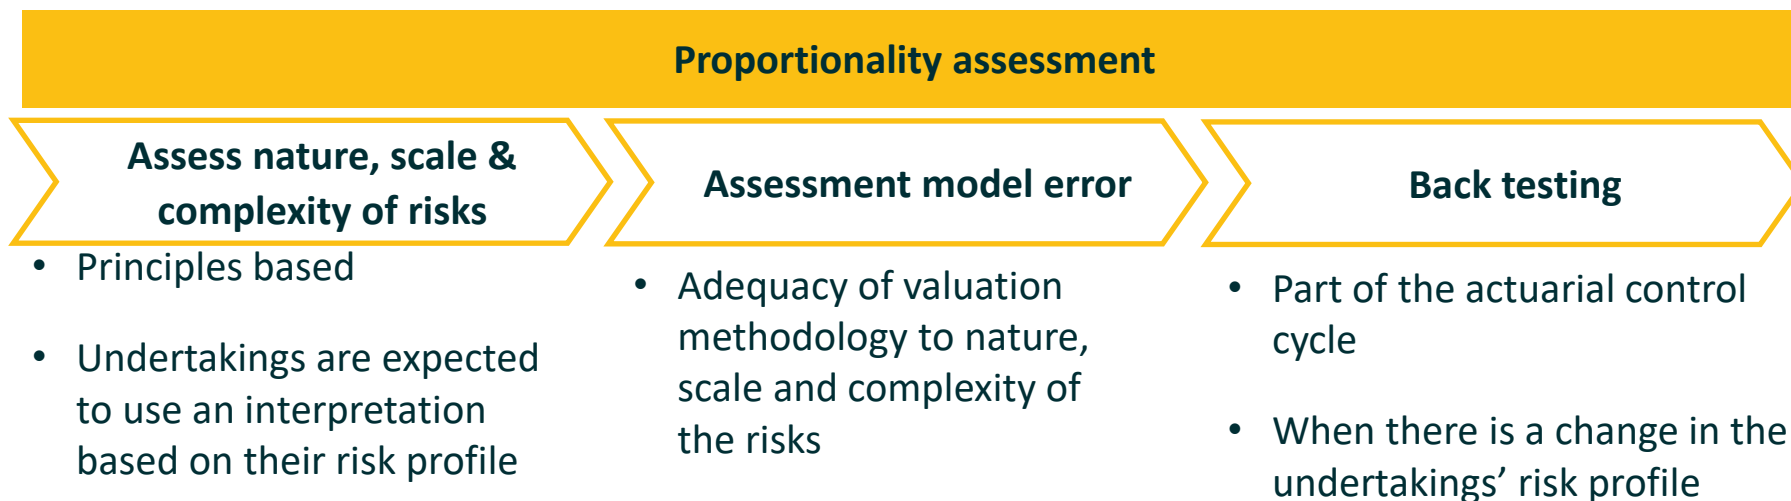 Proportionality assessment
Assess nature, scale &
complexity of risks
• Principles based
• Undertakings are expected
to use an interpretation
based on their risk profile
Assessment model error
• Adequacy of valuation
methodology to nature,
scale and complexity of
the risks
Back testing
• Part of the actuarial control
cycle
• When there is a change in the
undertakings’ risk profile